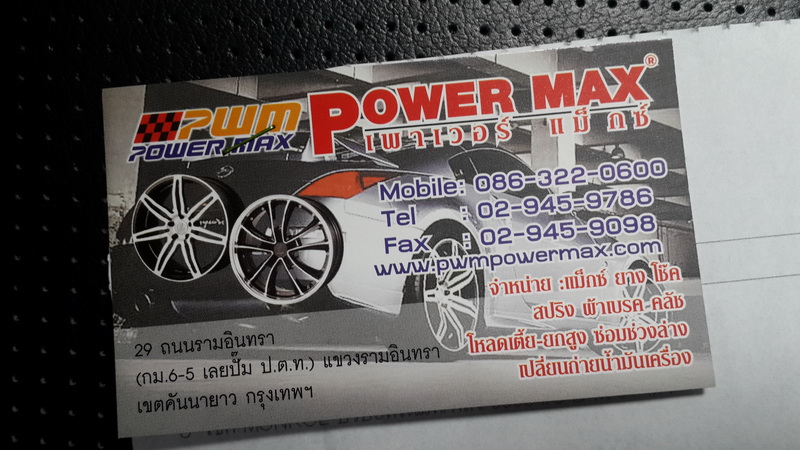 PWM
POWER MAX
POWER MAX®
เพาเวอร์ แม็กซ์
Mobile: 086-322-0600
Tel : 02-945-9786
Fax : 02-945-9098
www.pwmpowermax.com
จำหน่าย :แม็กซ์ ยาง โช๊ค
สปริง ผ้าเบรค คลัช
โหลดเตี้ย-ยกสูง ซ่อมช่วงล่าง
เปลี่ยนถ่ายน้ำมันเครื่อง
29 ถนนรามอินทรา
(กม.6-5 เลยปั๊ม ป.ต.ท.) แขวงรามอินทรา
เขตคันนายาว กรุงเทพฯ